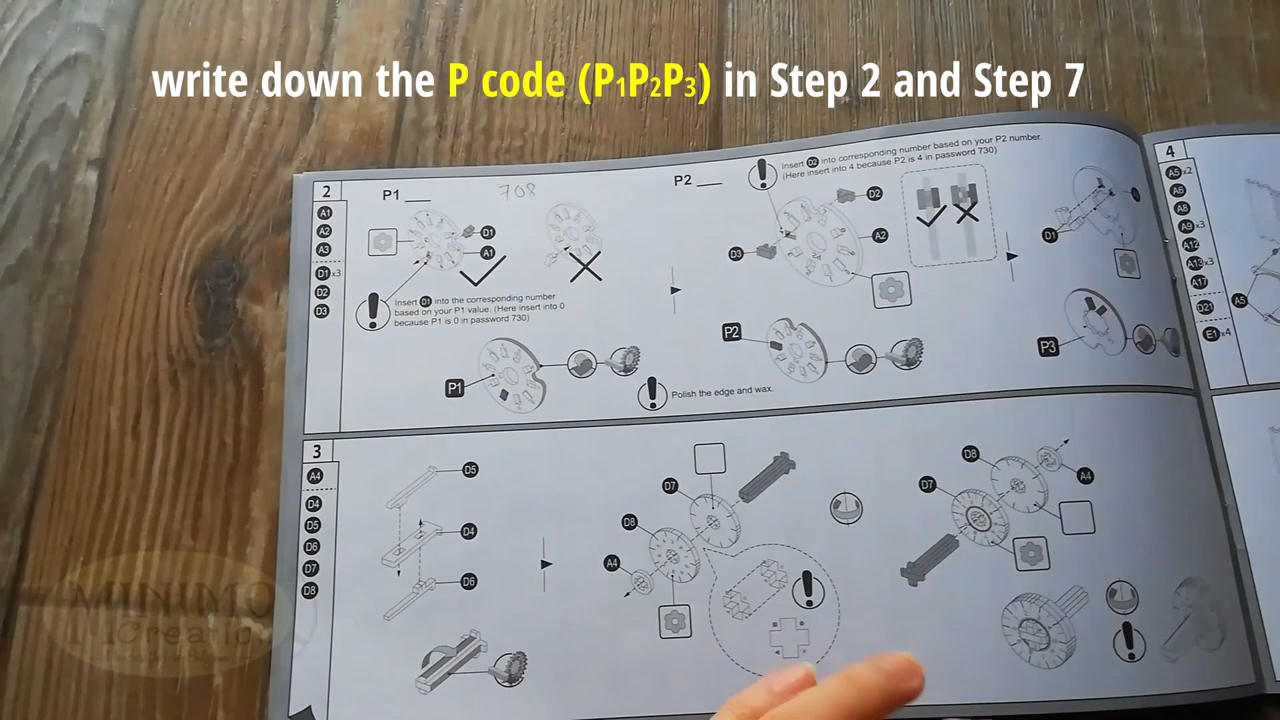 write down the P code (P1P2P3) in Step 2 and Step 7
2
P1 ___
708
P2 ___
Insert D2 into corresponding number based on your P2 number.
(Here insert into 4 because P2 is 4 in password 730)
4
A1
A2
A3
D1 x3
D2
D3
D1
A1
D2
D3
A2
D1
A5 x2
A6
A8
A9 x3
A12
A17
D21
E1 x4
A5
Insert D1 into the corresponding number
based on your P1 value. (Here insert into 0
because P1 is 0 in password 730)
P1
P2
P3
Polish the edge and wax.
3
A4
D4
D5
D6
D7
D8
D5
D4
D6
D7
D8
A4
D8
D7
A4
MINIMO
Creatio